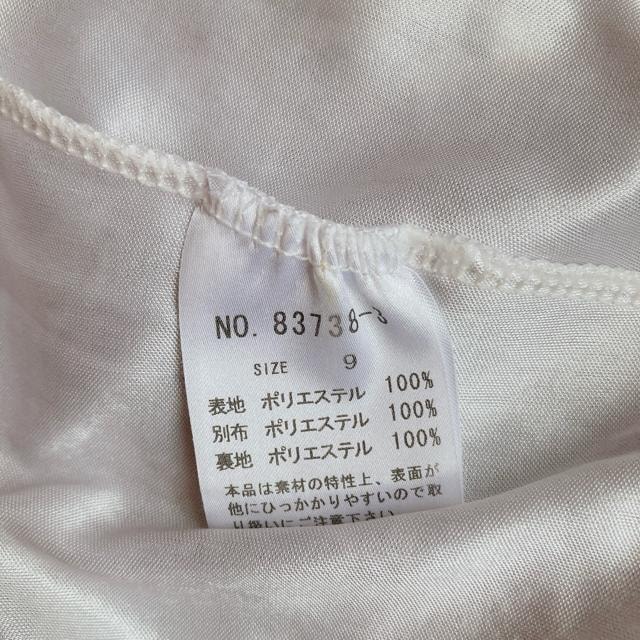 NO. 83738-3
SIZE 9
表地 ポリエステル 100%
別布 ポリエステル 100%
裏地 ポリエステル 100%
本品は素材の特性上、表面が
他にひっかかりやすいので取
り扱いにご注意下さい